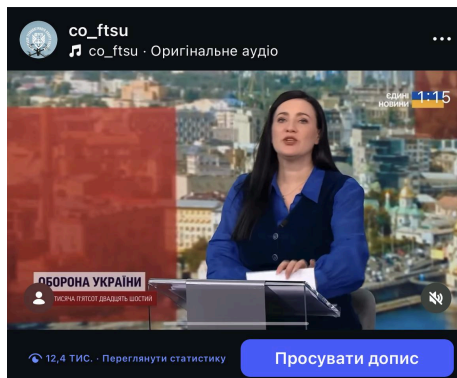 co_ftsu
co_ftsu · Оригінальне аудіо
ЄДИНІ
НОВИНИ
1:15
ОБОРОНА УКРАЇНИ
ТИСЯЧА П'ЯТСОТ ДВАДЦЯТЬ ШОСТИЙ
12,4 ТИС. · Переглянути статистику
Просувати допис